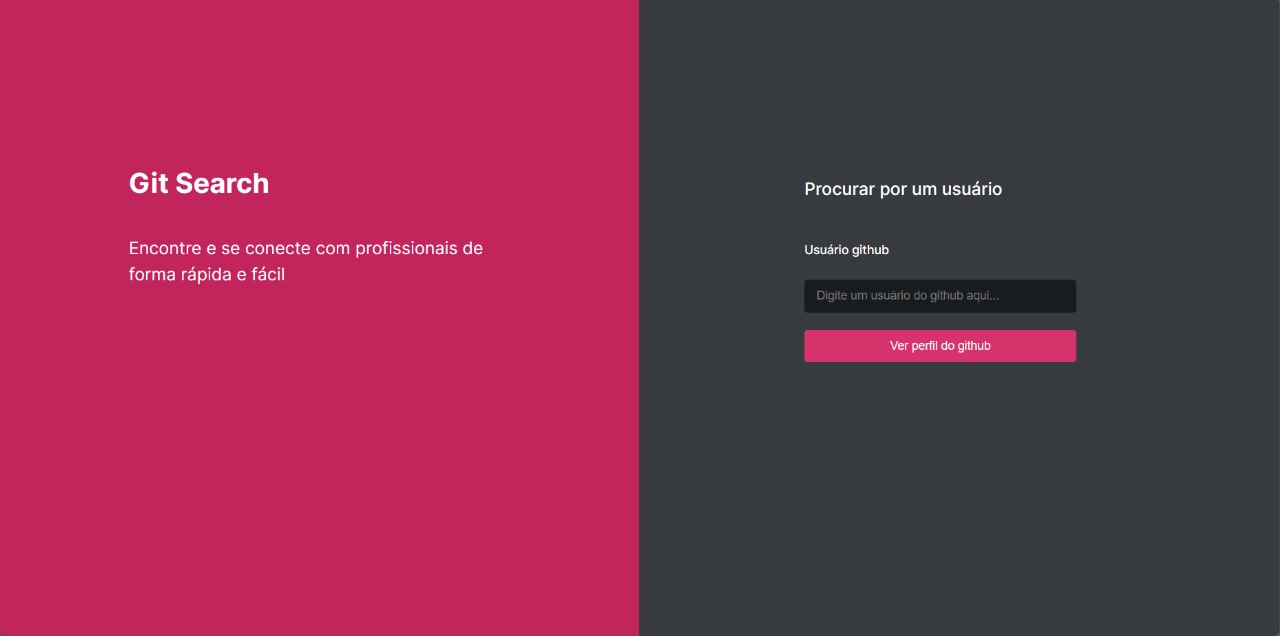 Git Search
Encontre e se conecte com profissionais de
forma rápida e fácil
Procurar por um usuário
Usuário github
Digite um usuário do github aqui...
Ver perfil do github